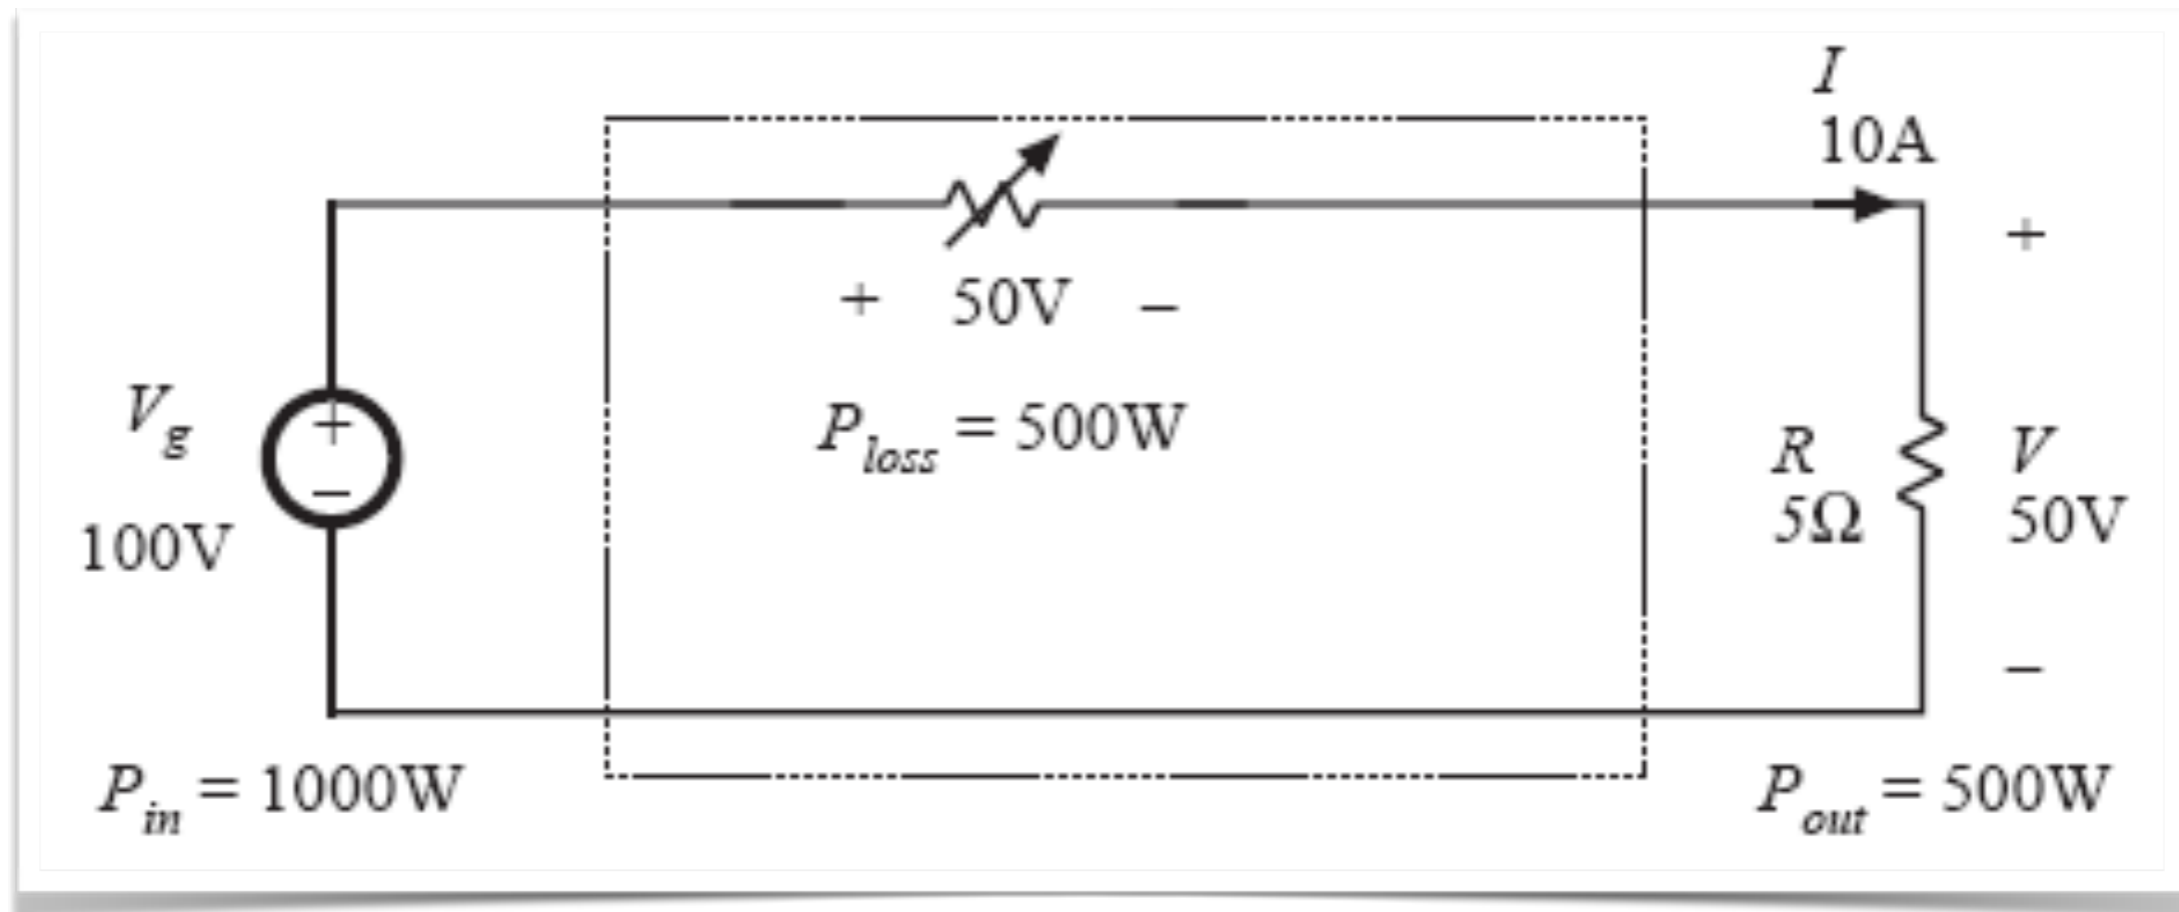 I
10A
+
+ 50V −
V_g
+
−
100V
P_loss = 500W
R
5Ω
V
50V
−
P_in = 1000W
P_out = 500W